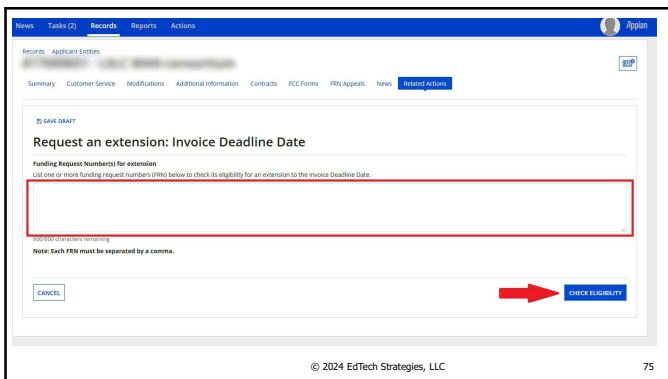 News Tasks (2) Records Reports Actions Appian
Records Applicant Entities
Summary Customer Service Modifications Additional Information Contracts FCC Forms FRN Appeals News Related Actions
SAVE DRAFT
Request an extension: Invoice Deadline Date
Funding Request Number(s) for extension
List one or more funding request numbers (FRN) below to check its eligibility for an extension to the Invoice Deadline Date.
600/600 characters remaining
Note: Each FRN must be separated by a comma.
CANCEL CHECK ELIGIBILITY
© 2024 EdTech Strategies, LLC 75